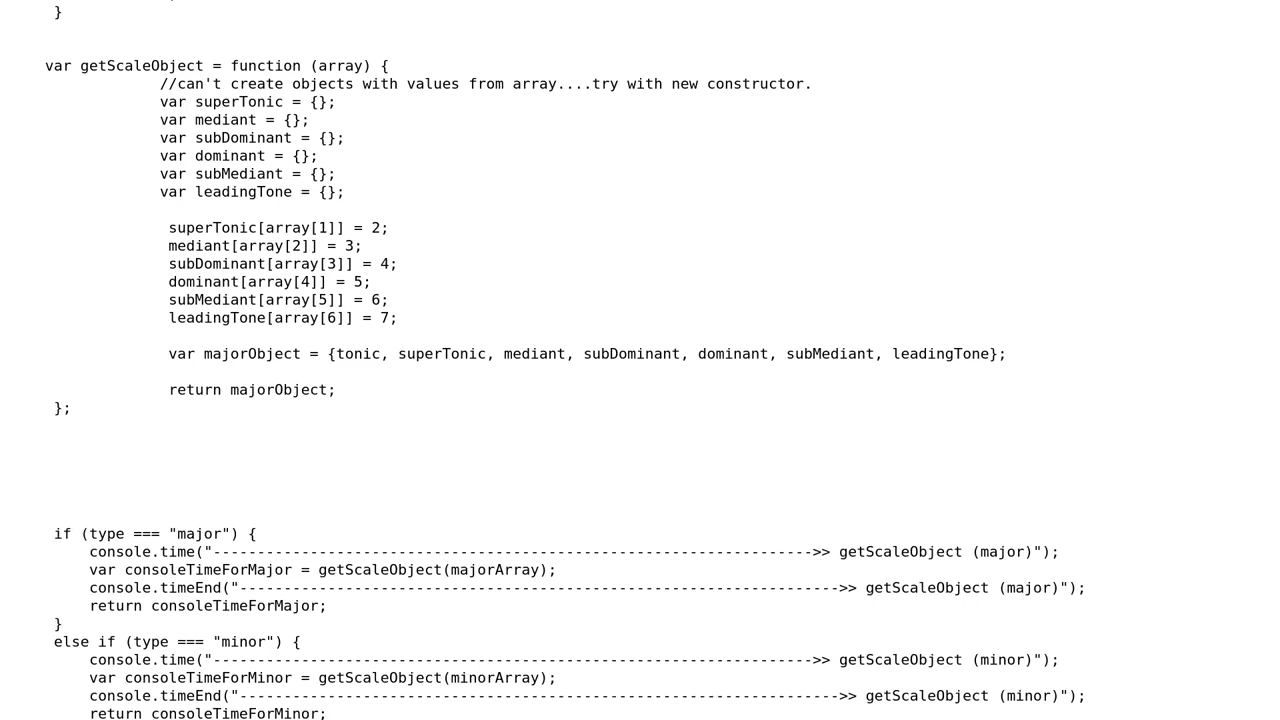 }
var getScaleObject = function (array) {
//can't create objects with values from array....try with new constructor.
var superTonic = {};
var mediant = {};
var subDominant = {};
var dominant = {};
var subMediant = {};
var leadingTone = {};
superTonic[array[1]] = 2;
mediant[array[2]] = 3;
subDominant[array[3]] = 4;
dominant[array[4]] = 5;
subMediant[array[5]] = 6;
leadingTone[array[6]] = 7;
var majorObject = {tonic, superTonic, mediant, subDominant, dominant, subMediant, leadingTone};
return majorObject;
};
if (type === "major") {
console.time("-------------------------------------------------------------------->> getScaleObject (major)");
var consoleTimeForMajor = getScaleObject(majorArray);
console.timeEnd("-------------------------------------------------------------------->> getScaleObject (major)");
return consoleTimeForMajor;
}
else if (type === "minor") {
console.time("-------------------------------------------------------------------->> getScaleObject (minor)");
var consoleTimeForMinor = getScaleObject(minorArray);
console.timeEnd("-------------------------------------------------------------------->> getScaleObject (minor)");
return consoleTimeForMinor;